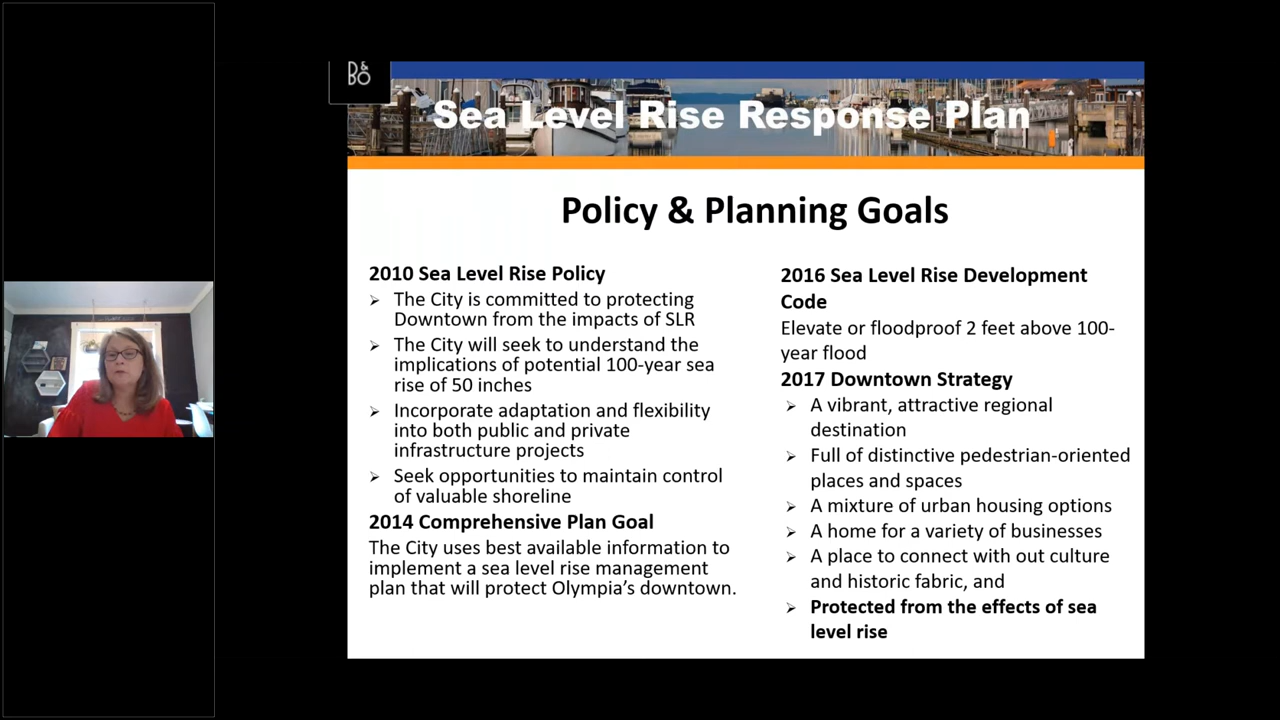 B&
BO
Sea Level Rise Response Plan
Policy & Planning Goals
2010 Sea Level Rise Policy
The City is committed to protecting
Downtown from the impacts of SLR
The City will seek to understand the
implications of potential 100-year sea
rise of 50 inches
Incorporate adaptation and flexibility
into both public and private
infrastructure projects
Seek opportunities to maintain control
of valuable shoreline
2014 Comprehensive Plan Goal
The City uses best available information to
implement a sea level rise management
plan that will protect Olympia’s downtown.
2016 Sea Level Rise Development
Code
Elevate or floodproof 2 feet above 100-
year flood
2017 Downtown Strategy
A vibrant, attractive regional
destination
Full of distinctive pedestrian-oriented
places and spaces
A mixture of urban housing options
A home for a variety of businesses
A place to connect with out culture
and historic fabric, and
Protected from the effects of sea
level rise